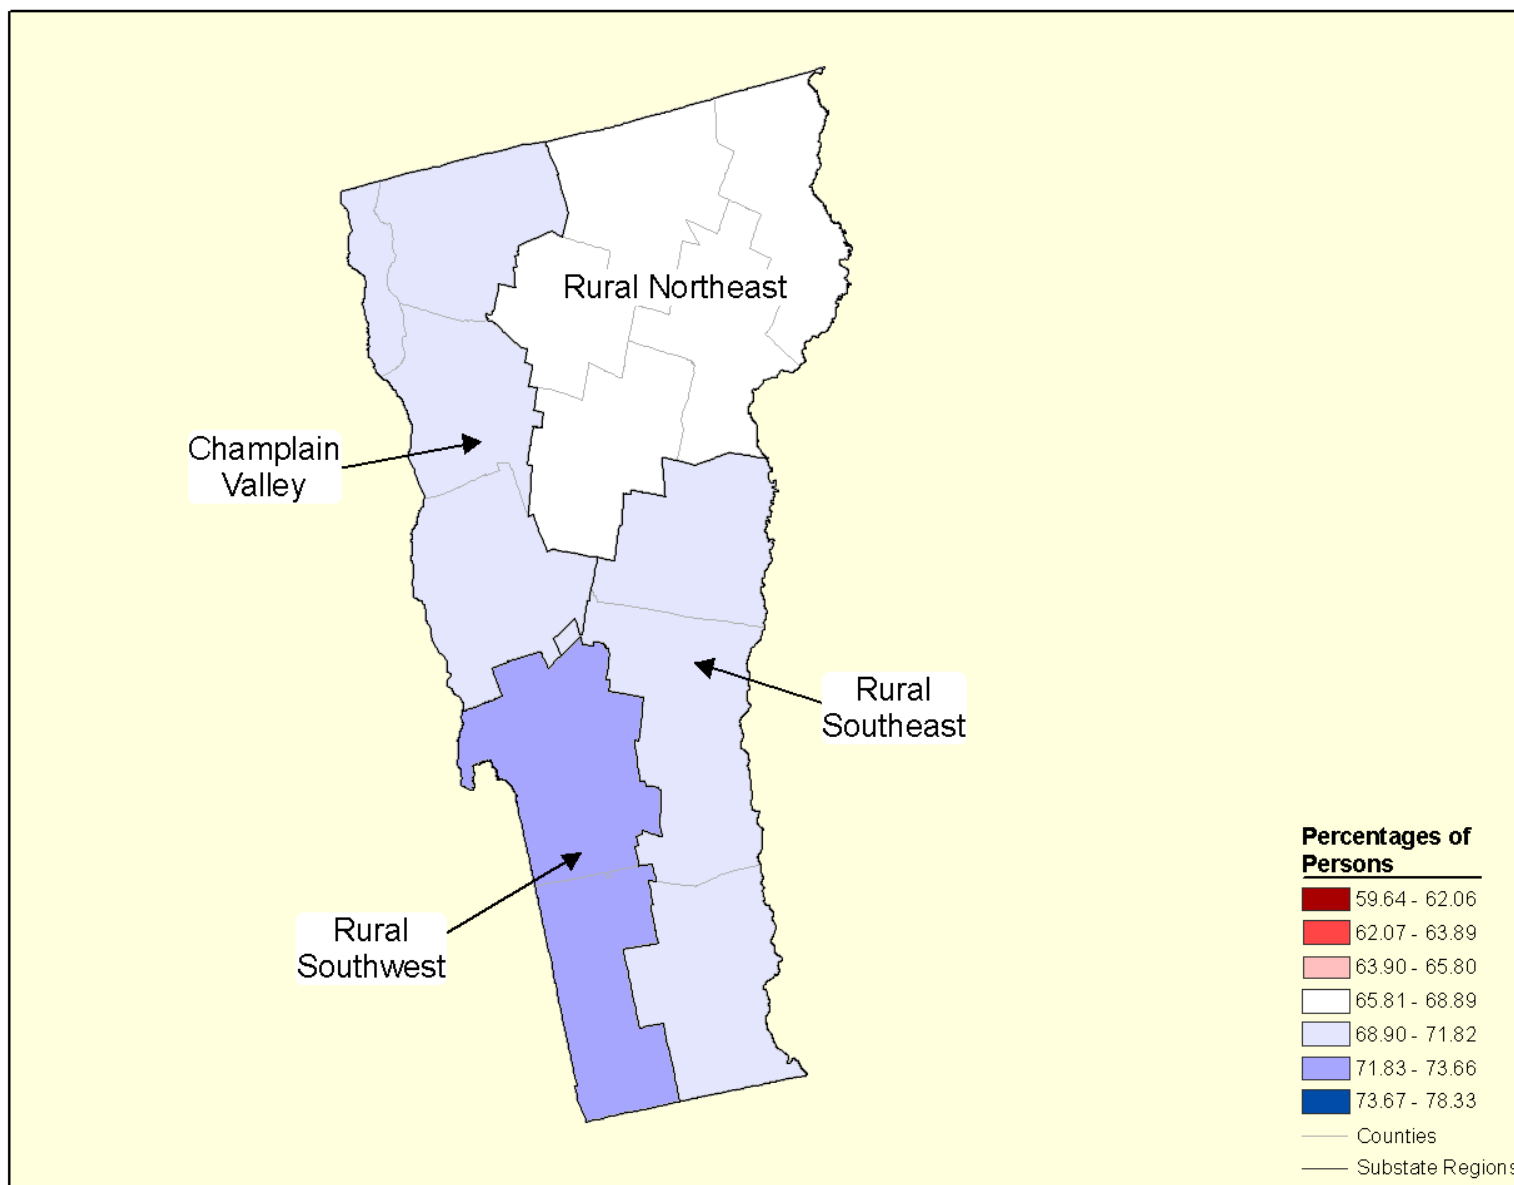 Rural Northeast
Champlain
Valley
Rural
Southeast
Rural
Southwest
Percentages of
Persons
59.64 - 62.06
62.07 - 63.89
63.90 - 65.80
65.81 - 68.89
68.90 - 71.82
71.83 - 73.66
73.67 - 78.33
Counties
Substate Regions